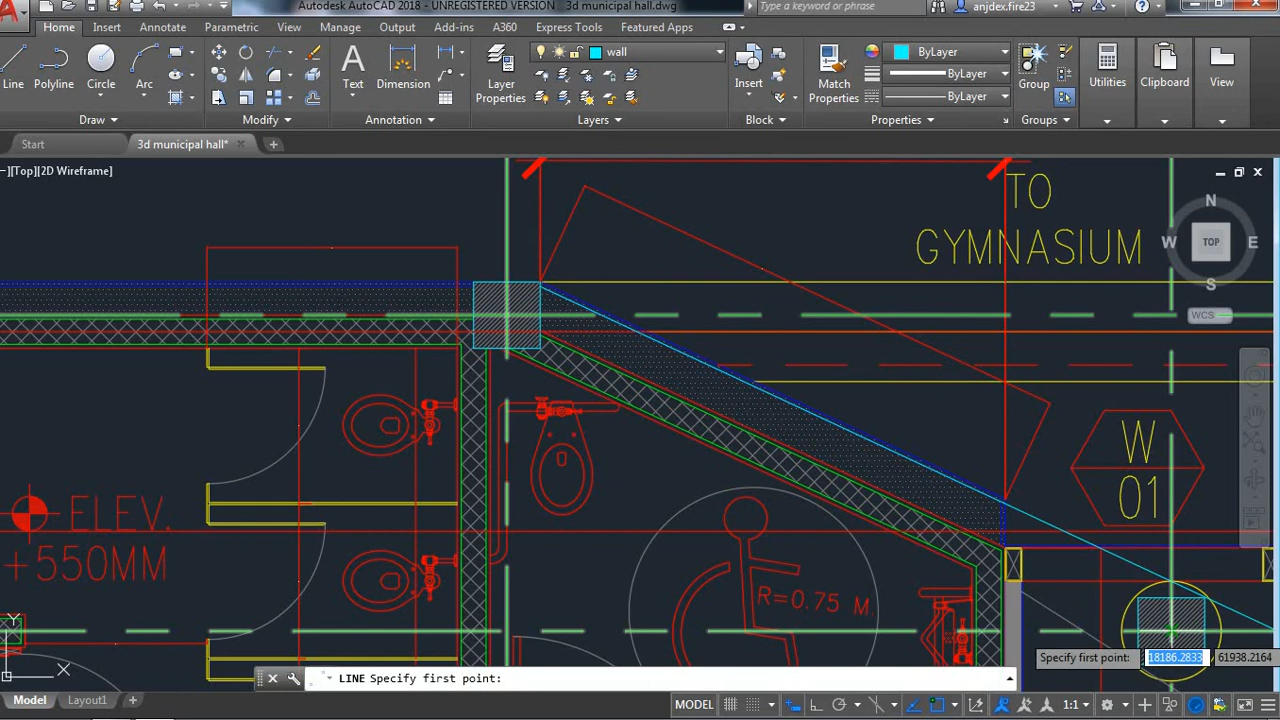 Autodesk AutoCAD 2018 - UNREGISTERED VERSION 3d municipal hall.dwg
Type a keyword or phrase
anjdex.fire23
Home Insert Annotate Parametric View Manage Output Add-ins A360 Express Tools Featured Apps
Line Polyline Circle Arc
Text Dimension
Layer Properties
wall
Insert
Match Properties
ByLayer
ByLayer
ByLayer
Group
Utilities
Clipboard
View
Draw Modify Annotation Layers Block Properties Groups
Start
3d municipal hall*
][Top][2D Wireframe]
TO
GYMNASIUM
N
W TOP E
S
WCS
W
01
ELEV.
+550MM
R=0.75 M.
Y
X
Specify first point: 18186.2833 61938.2164
LINE Specify first point:
Model Layout1
MODEL
1:1